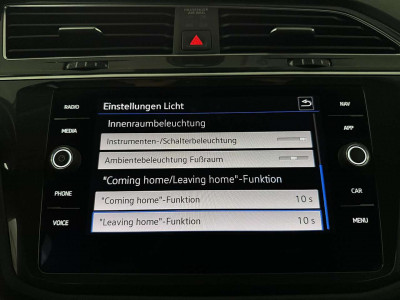 RADIO
MEDIA
PHONE
VOICE
Einstellungen Licht
Innenraumbeleuchtung
Instrumenten-/Schalterbeleuchtung
Ambientebeleuchtung Fußraum
"Coming home/Leaving home"-Funktion
"Coming home"-Funktion 10 s
"Leaving home"-Funktion 10 s
NAV
APP
CAR
MENU